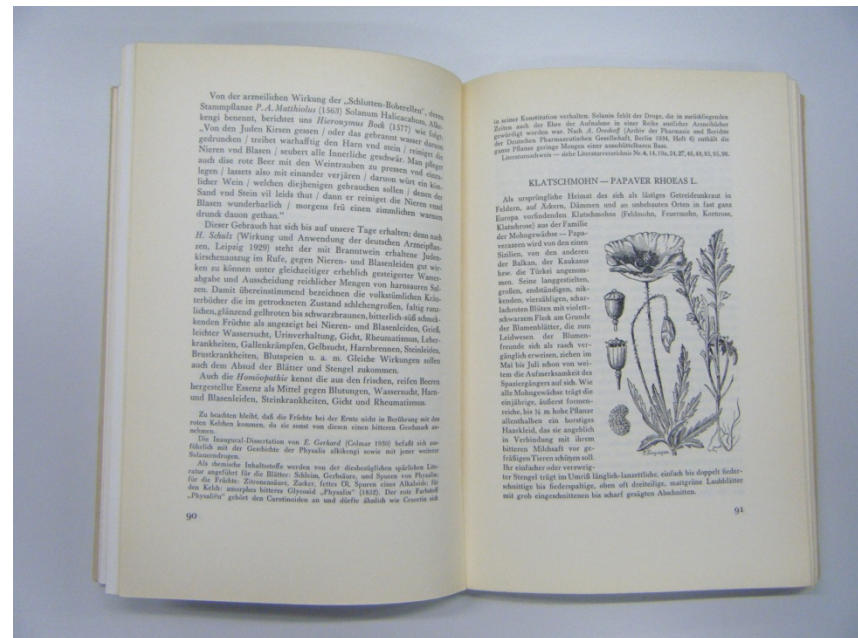 Von der arzneilichen Wirkung der „Schlutten-Boberellen“, deren
Stammpflanze P. A. Matthiolus (1563) Solanum Halicacabum, Alke-
kengi benennt, berichtet uns Hieronymus Bock (1577) wie folgt:
„Von den Juden Kirsen gessen / oder das gebrannt wasser darum
gedruncken / treibet warhafftig den Harn vnd stein / reiniget die
Nieren vnd Blasen / seubert alle Innerliche geschwär. Man pfleget
auch dise rote Beer mit den Weintrauben zu pressen vnd einzu-
legen / lassets also mit einander verjären / daraus würt ein köst-
licher Wein / welchen diejhenigen gebrauchen sollen / denen der
Sand vnd Stein vil leids thut / dann er reiniget die Nieren vnnd
Blasen wunderbarlich / morgens frü einen zimmlichen warmen
drunck dauon gethan.“
Dieser Gebrauch hat sich bis auf unsere Tage erhalten; denn nach
H. Schulz (Wirkung und Anwendung der deutschen Arzneipflan-
zen, Leipzig 1929) steht der mit Branntwein erhaltene Juden-
kirschenauszug im Rufe, gegen Nieren- und Blasenleiden gut wir-
ken zu können unter gleichzeitiger erheblich gesteigerter Wasser-
abgabe und Ausscheidung reichlicher Mengen von harnsauren Sal-
zen. Damit übereinstimmend bezeichnen die volkstümlichen Kräu-
terbücher die im getrockneten Zustand schlehengroßen, faltig runz-
lichen, glänzend gelbroten bis schwarzbraunen, bitterlich-süß schmek-
kenden Früchte als angezeigt bei Nieren- und Blasenleiden, Grieß,
leichter Wassersucht, Urinverhaltung, Gicht, Rheumatismus, Leber-
krankheiten, Gallenkrämpfen, Gelbsucht, Harnbrennen, Steinleiden,
Brustkrankheiten, Blutspeien u. a. m. Gleiche Wirkungen sollen
auch dem Absud der Blätter und Stengel zukommen.
Auch die Homöopathie kennt die aus den frischen, reifen Beeren
hergestellte Essenz als Mittel gegen Blutungen, Wassersucht, Harn-
und Blasenleiden, Steinkrankheiten, Gicht und Rheumatismus.
Zu beachten bleibt, daß die Früchte bei der Ernte nicht in Berührung mit den
roten Kelchen kommen, da sie sonst von diesen einen bitteren Geschmack an-
nehmen.
Die Inaugural-Dissertation von E. Gerhard (Colmar 1930) befaßt sich aus-
führlich mit der Geschichte der Physalis alkikengi sowie mit jener weiterer
Solaneendrogen.
Als chemische Inhaltsstoffe werden von der diesbezüglichen spärlichen Lite-
ratur angeführt für die Blätter: Schleim, Gerbsäure, und Spuren von Physalin;
für die Früchte: Zitronensäure, Zucker, fettes Öl, Spuren eines Alkaloids; für
den Kelch: amorphes bitteres Glycosid „Physalin“ (1852). Der rote Farbstoff
„Physaliën“ gehört den Carotineiden an und dürfte ähnlich wie Crocetin sich
90
in seiner Konstitution verhalten. Solanin fehlt der Droge, die in zurückliegenden
Zeiten auch der Ehre der Aufnahme in einer Reihe amtlicher Arzneibücher
gewürdigt worden war. Nach A. Orechoff (Archiv der Pharmazie und Berichte
der Deutschen Pharmazeutischen Gesellschaft, Berlin 1934, Heft 6) enthält die
ganze Pflanze geringe Mengen einer ausschüttelbaren Base.
Literaturnachweis — siehe Literaturverzeichnis Nr. 4, 14, 19a, 24, 27, 46, 49, 83, 95, 96.
KLATSCHMOHN — PAPAVER RHOEAS L.
Als ursprüngliche Heimat des sich als lästiges Getreideunkraut in
Feldern, auf Äckern, Dämmen und an unbebauten Orten in fast ganz
Europa vorfindenden Klatschmohns (Feldmohn, Feuermohn, Kornrose,
Klatschrose) aus der Familie
der Mohngewächse — Papa-
veraceen wird von den einen
Sizilien, von den anderen
der Balkan, der Kaukasus
bzw. die Türkei angenom-
men. Seine langgestielten,
großen, endständigen, nik-
kenden, vierzähligen, schar-
lachroten Blüten mit violett-
schwarzem Fleck am Grunde
der Blumenblätter, die zum
Leidwesen der Blumen-
freunde sich als rasch ver-
gänglich erweisen, ziehen im
Mai bis Juli schon von wei-
tem die Aufmerksamkeit des
Spaziergängers auf sich. Wie
alle Mohngewächse trägt die
einjährige, äußerst formen-
reiche, bis ¾ m hohe Pflanze
allenthalben ein borstiges
Haarkleid, das sie angeblich
in Verbindung mit ihrem
bitteren Milchsaft vor ge-
fräßigen Tieren schützen soll.
Ihr einfacher oder verzweig-
ter Stengel trägt im Umriß länglich-lanzettliche, einfach bis doppelt fieder-
schnittige bis fiederspaltige, oben oft dreiteilige, mattgrüne Laubblätter
mit grob eingeschnittenen bis scharf gesägten Abschnitten.
91